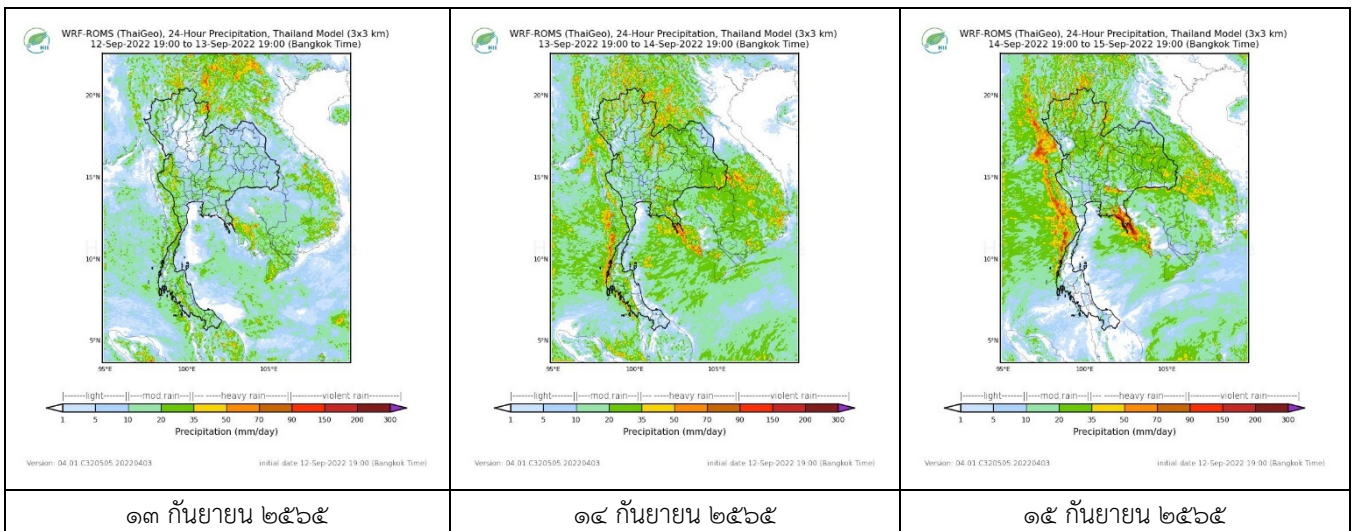 WRF-ROMS (ThaiGeo), 24-Hour Precipitation, Thailand Model (3x3 km)
12-Sep-2022 19:00 to 13-Sep-2022 19:00 (Bangkok Time)
20°N
15°N
10°N
5°N
95°E 100°E 105°E
|------light-----||----mod.rain----||--- ----heavy rain------||------violent rain----|
1 5 10 20 35 50 70 90 150 200 300
Precipitation (mm/day)
Version: 04.01.C320505.20220403 initial date 12-Sep-2022 19:00 (Bangkok Time)
๑๓ กันยายน ๒๕๖๕
WRF-ROMS (ThaiGeo), 24-Hour Precipitation, Thailand Model (3x3 km)
13-Sep-2022 19:00 to 14-Sep-2022 19:00 (Bangkok Time)
20°N
15°N
10°N
5°N
95°E 100°E 105°E
|------light-----||----mod.rain----||--- ----heavy rain------||------violent rain----|
1 5 10 20 35 50 70 90 150 200 300
Precipitation (mm/day)
Version: 04.01.C320505.20220403 initial date 12-Sep-2022 19:00 (Bangkok Time)
๑๔ กันยายน ๒๕๖๕
WRF-ROMS (ThaiGeo), 24-Hour Precipitation, Thailand Model (3x3 km)
14-Sep-2022 19:00 to 15-Sep-2022 19:00 (Bangkok Time)
20°N
15°N
10°N
5°N
95°E 100°E 105°E
|------light-----||----mod.rain----||--- ----heavy rain------||------violent rain----|
1 5 10 20 35 50 70 90 150 200 300
Precipitation (mm/day)
Version: 04.01.C320505.20220403 initial date 12-Sep-2022 19:00 (Bangkok Time)
๑๕ กันยายน ๒๕๖๕